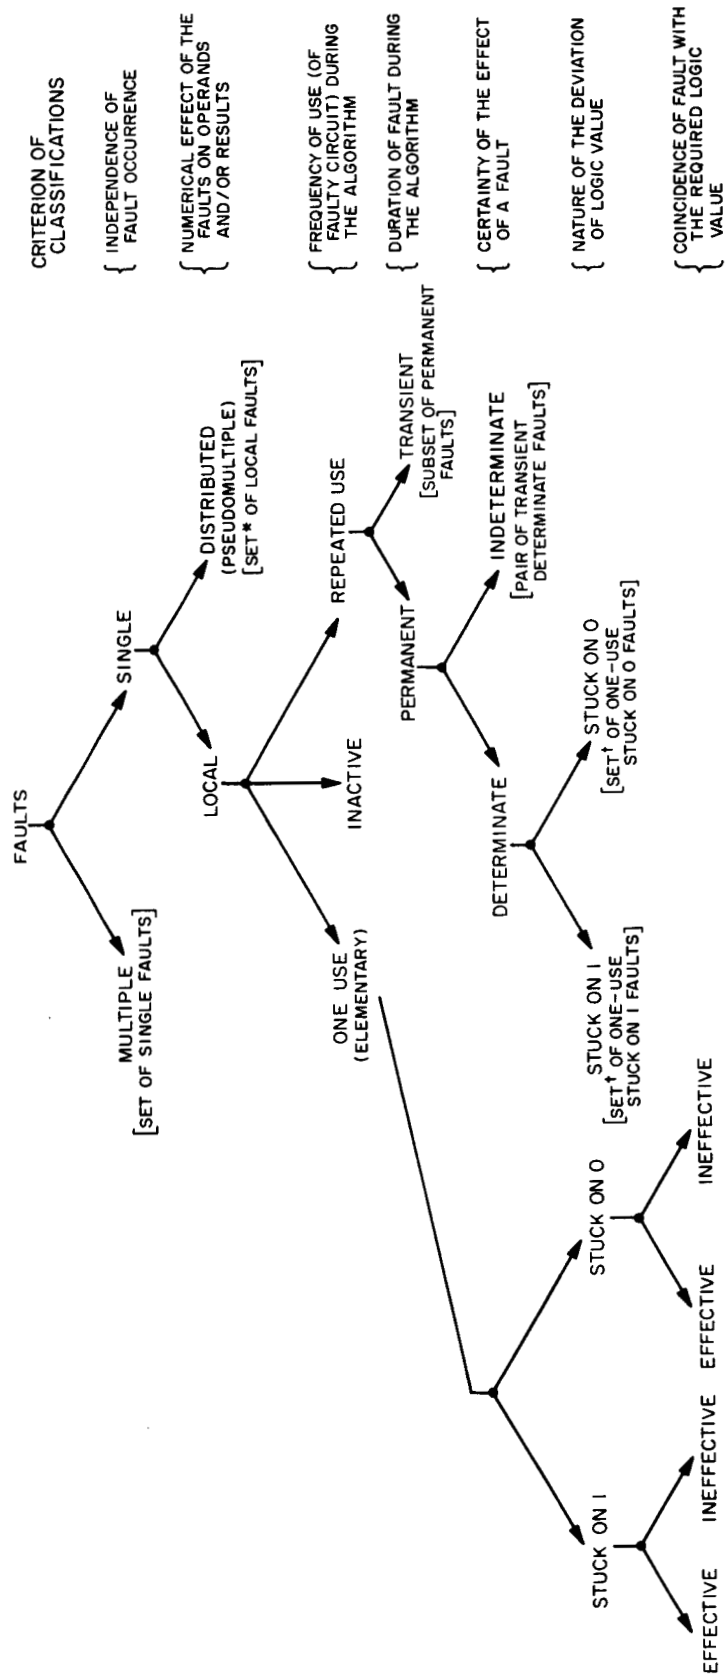 CRITERION OF
CLASSIFICATIONS
FAULTS
{ INDEPENDENCE OF
FAULT OCCURRENCE
MULTIPLE
[SET OF SINGLE FAULTS]
SINGLE
{ NUMERICAL EFFECT OF THE
FAULTS ON OPERANDS
AND/OR RESULTS
LOCAL
DISTRIBUTED
(PSEUDOMULTIPLE)
[SET* OF LOCAL FAULTS]
{ FREQUENCY OF USE (OF
FAULTY CIRCUIT) DURING
THE ALGORITHM
ONE USE
(ELEMENTARY)
INACTIVE
REPEATED USE
{ DURATION OF FAULT DURING
THE ALGORITHM
PERMANENT
TRANSIENT
[SUBSET OF PERMANENT
FAULTS]
{ CERTAINTY OF THE EFFECT
OF A FAULT
DETERMINATE
INDETERMINATE
[PAIR OF TRANSIENT
DETERMINATE FAULTS]
{ NATURE OF THE DEVIATION
OF LOGIC VALUE
STUCK ON 1
STUCK ON 0
STUCK ON 1
[SET† OF ONE-USE
STUCK ON 1 FAULTS]
STUCK ON 0
[SET† OF ONE-USE
STUCK ON 0 FAULTS]
{ COINCIDENCE OF FAULT WITH
THE REQUIRED LOGIC
VALUE
EFFECTIVE
INEFFECTIVE
EFFECTIVE
INEFFECTIVE